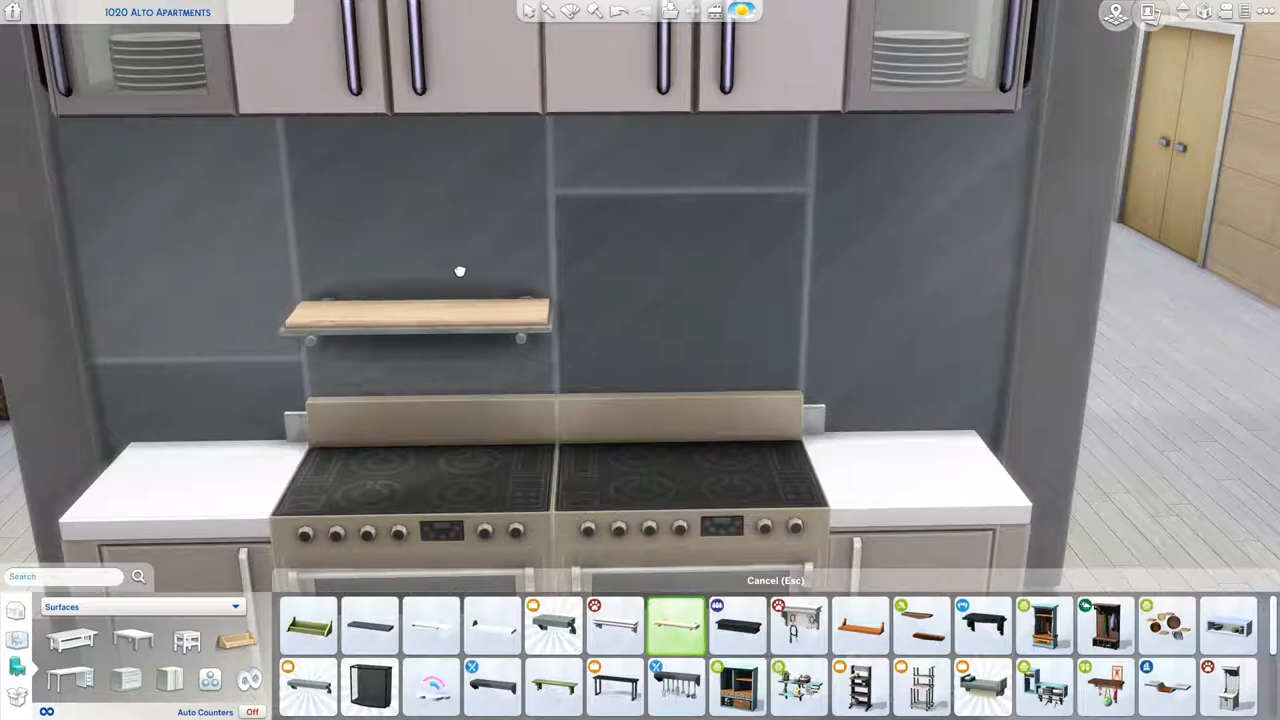 1020 Alto Apartments
Cancel (Esc)
Search
Surfaces
Auto Counters Off